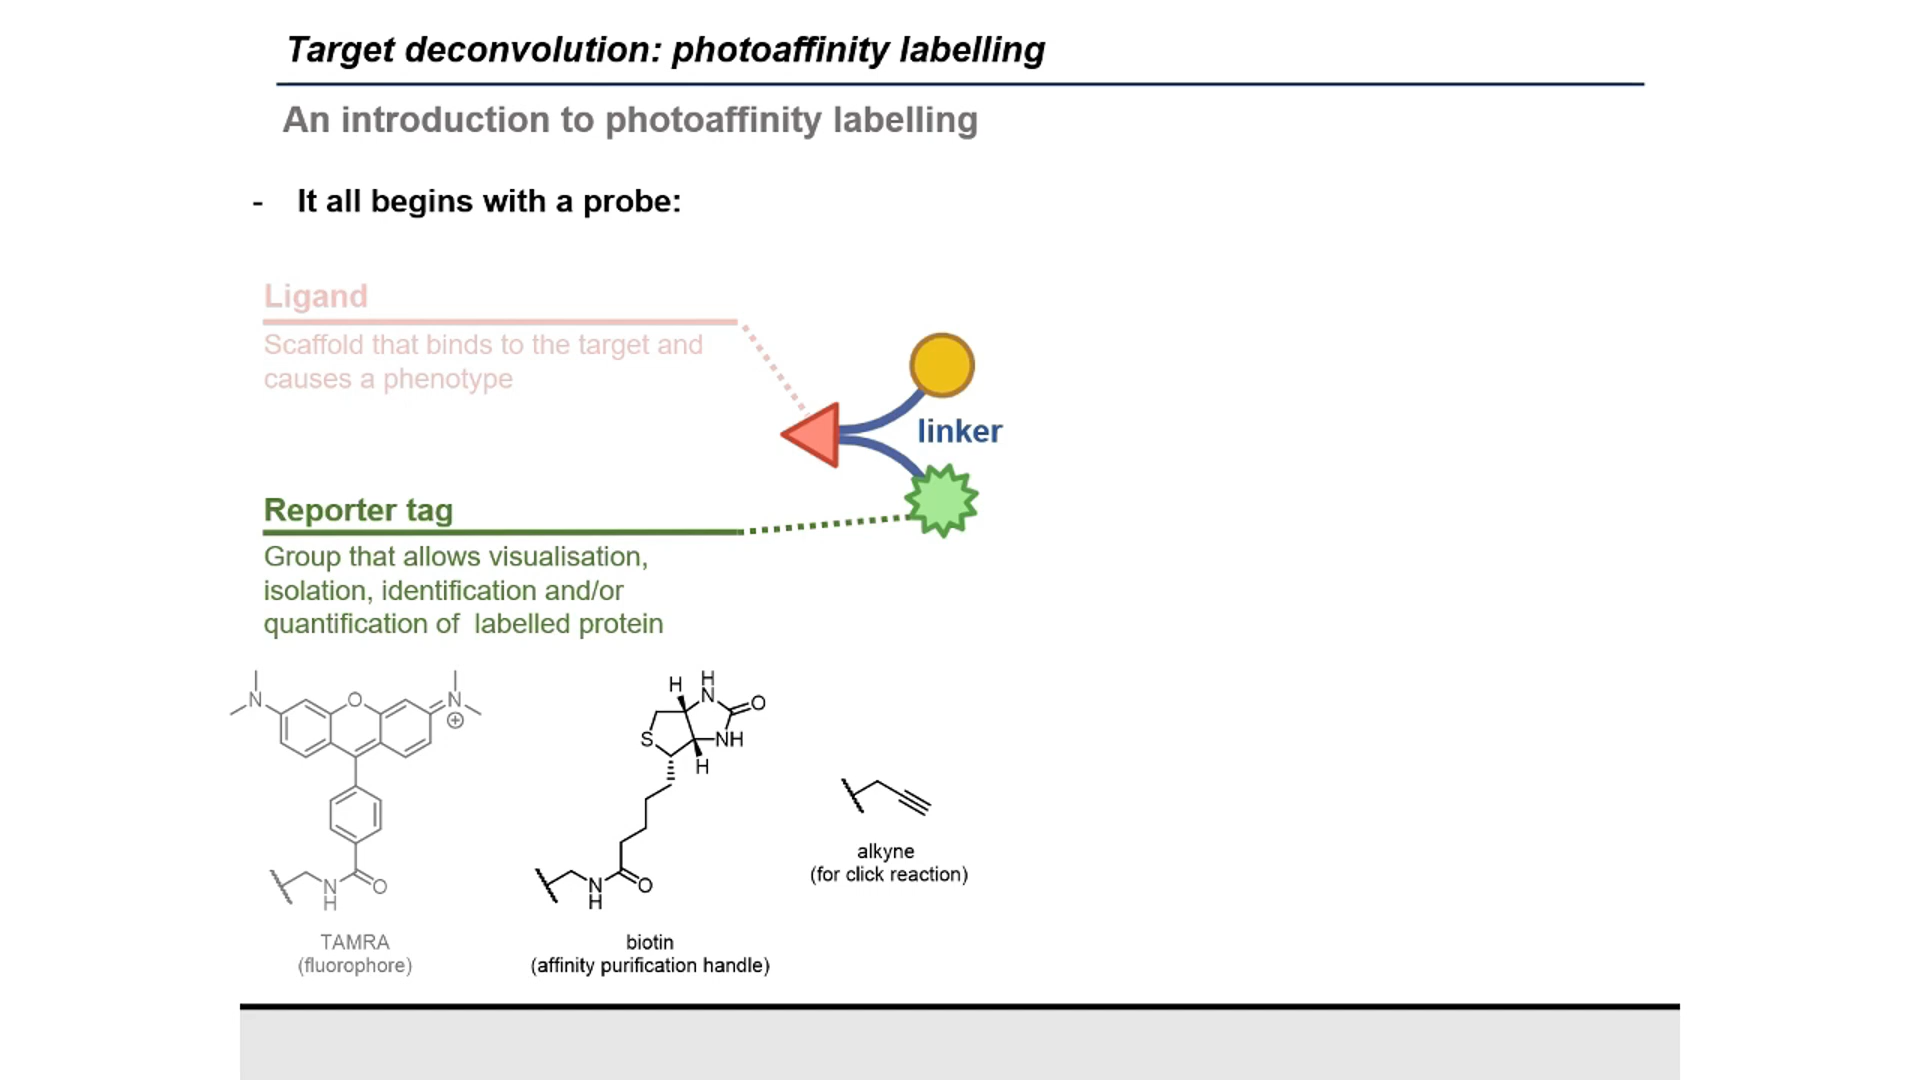 Target deconvolution: photoaffinity labelling
An introduction to photoaffinity labelling
- It all begins with a probe:
Ligand
Scaffold that binds to the target and
causes a phenotype
linker
Reporter tag
Group that allows visualisation,
isolation, identification and/or
quantification of labelled protein
N
O
N
⊕
N
H
O
H
H
N
O
S
NH
H
N
H
O
alkyne
(for click reaction)
TAMRA
(fluorophore)
biotin
(affinity purification handle)